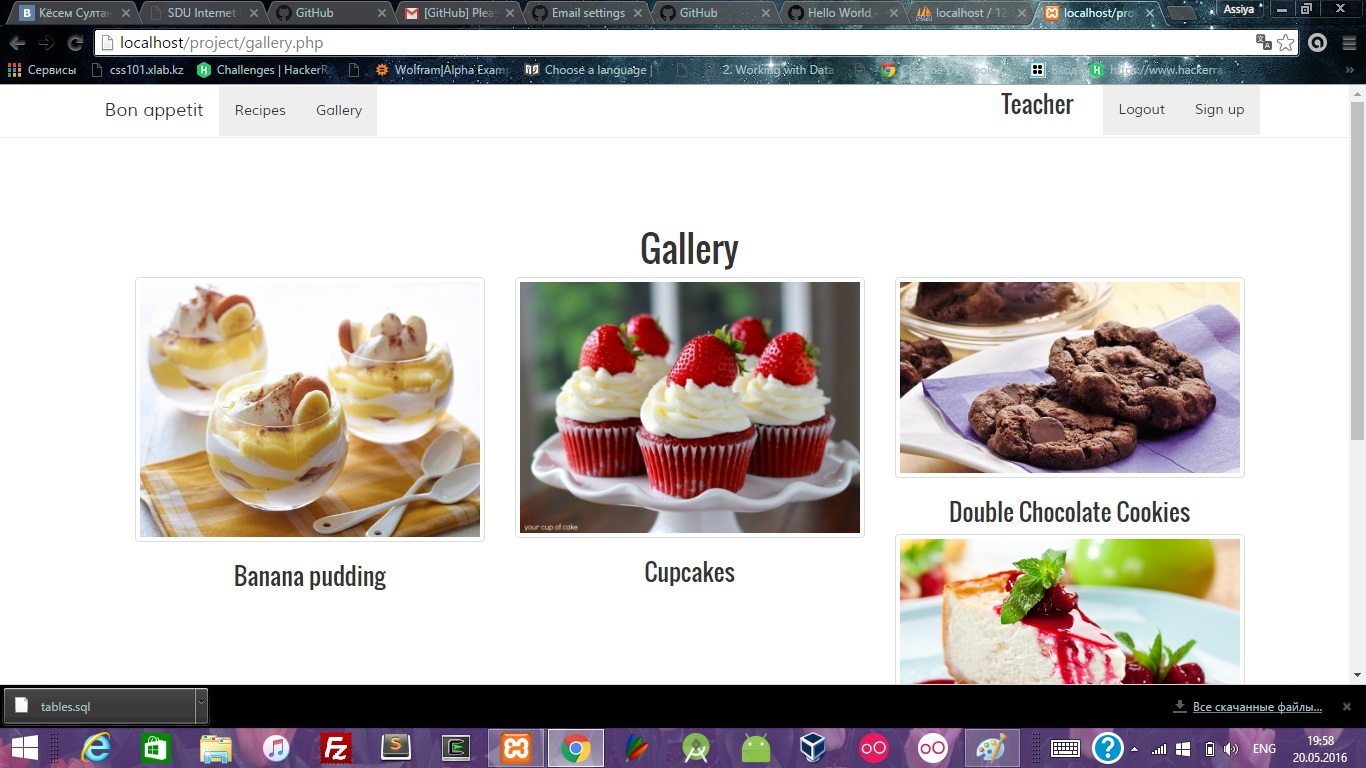 Кёсем Султан
SDU Internet
GitHub
[GitHub] Plea
Email settings
GitHub
Hello World
localhost / 12
localhost/pro
Assiya
localhost/project/gallery.php
Сервисы
css101.xlab.kz
Challenges | HackerR
Wolfram|Alpha Examp
Choose a language |
2. Working with Data
Вход
https://www.hackerra
Bon appetit
Recipes
Gallery
Teacher
Logout
Sign up
Gallery
your cup of cake
Double Chocolate Cookies
Banana pudding
Cupcakes
tables.sql
Все скачанные файлы...
ENG
19:58
20.05.2016